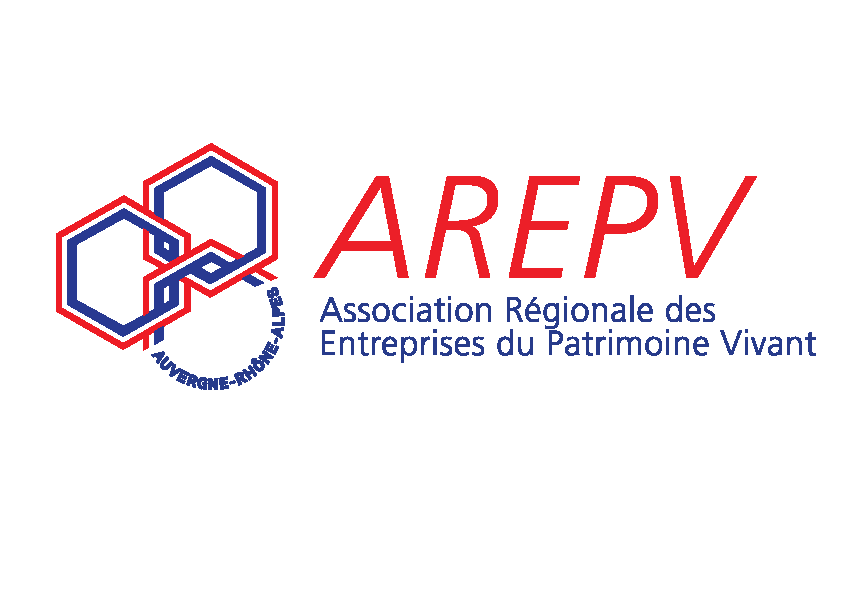 AREPV
Association Régionale des
Entreprises du Patrimoine Vivant
AUVERGNE-RHÔNE-ALPES